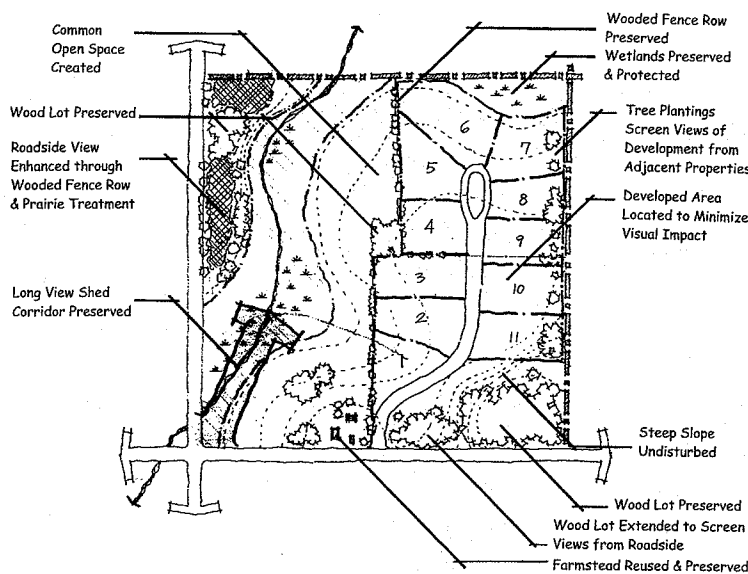 Common
Open Space
Created
Wooded Fence Row
Preserved
Wetlands Preserved
& Protected
Wood Lot Preserved
Tree Plantings
Screen Views of
Development from
Adjacent Properties
Roadside View
Enhanced through
Wooded Fence Row
& Prairie Treatment
Developed Area
Located to Minimize
Visual Impact
Long View Shed
Corridor Preserved
6
7
5
8
4
9
3
10
2
11
1
Steep Slope
Undisturbed
Wood Lot Preserved
Wood Lot Extended to Screen
Views from Roadside
Farmstead Reused & Preserved